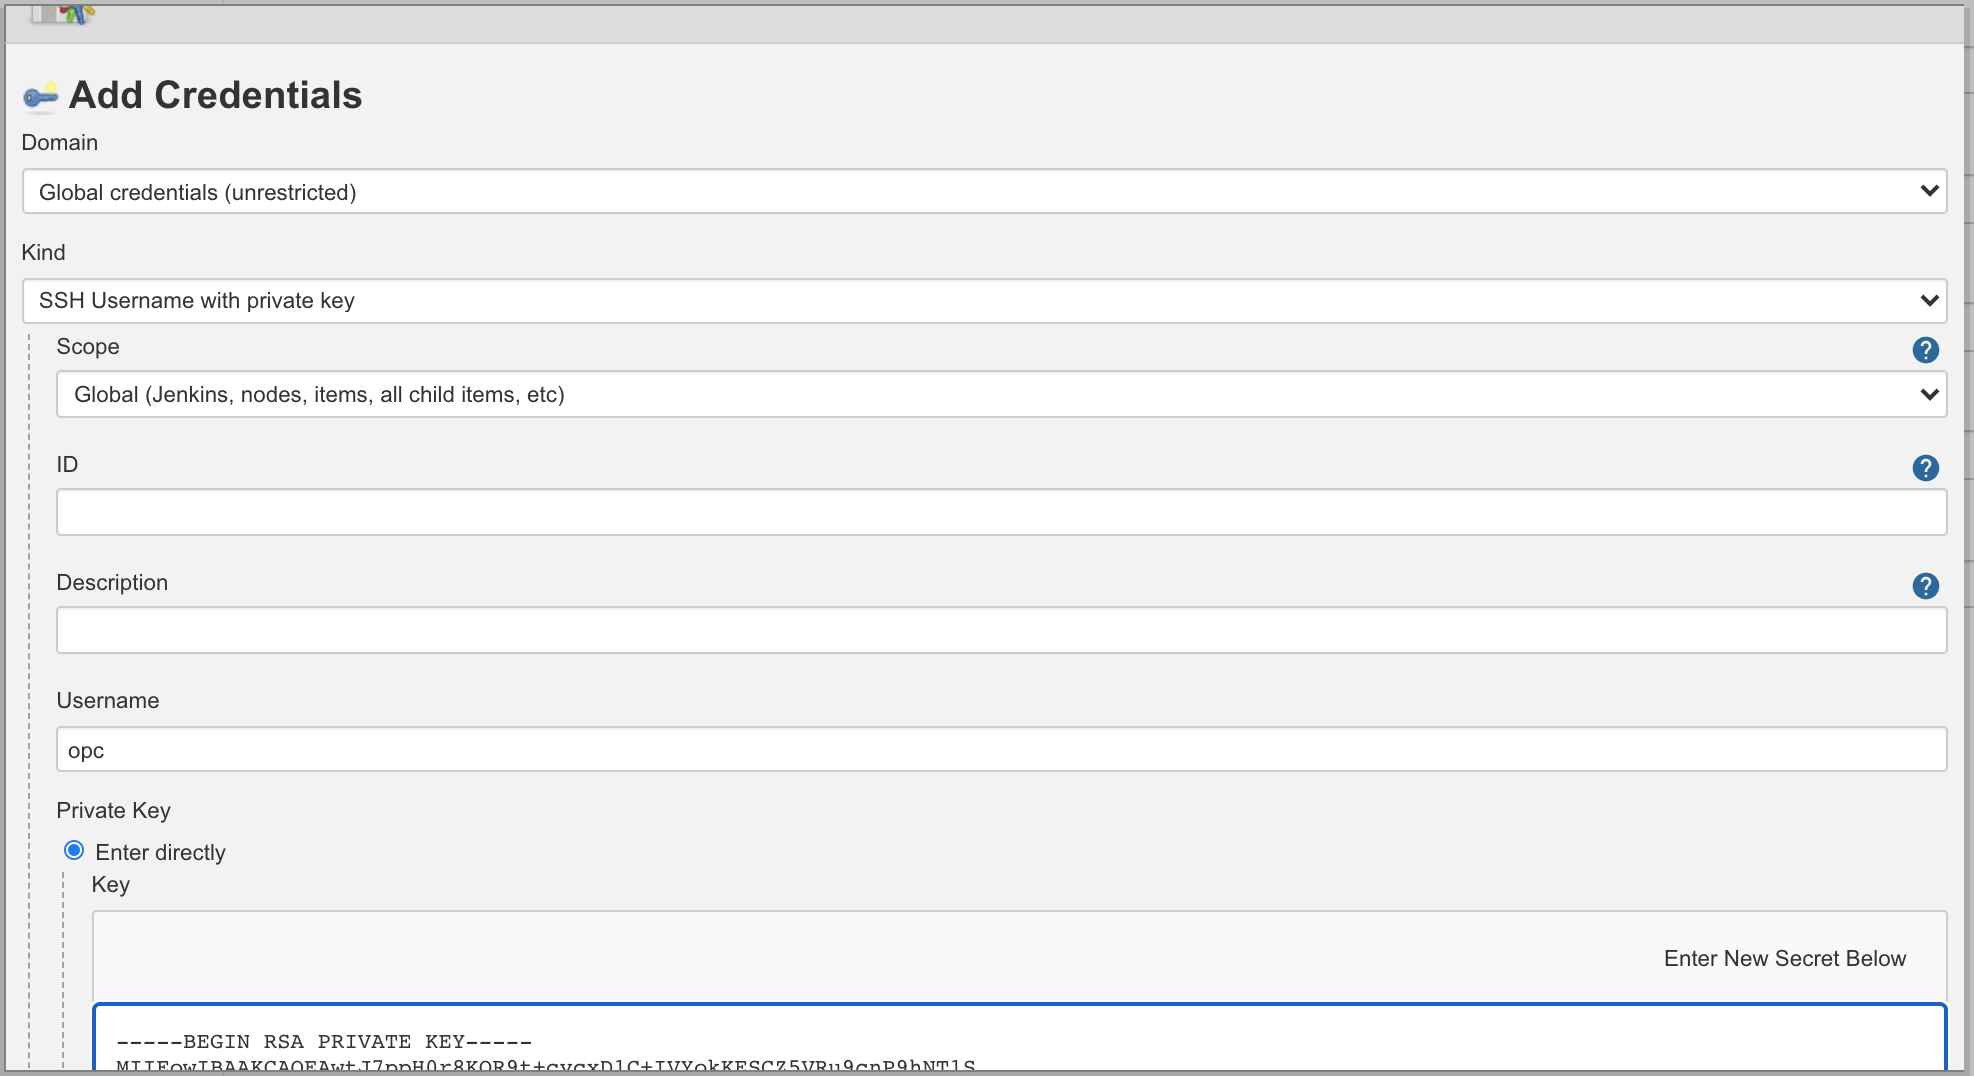 Add Credentials
Domain
Global credentials (unrestricted)
Kind
SSH Username with private key
Scope
Global (Jenkins, nodes, items, all child items, etc)
ID
Description
Username
opc
Private Key
Enter directly
Key
Enter New Secret Below
-----BEGIN RSA PRIVATE KEY-----